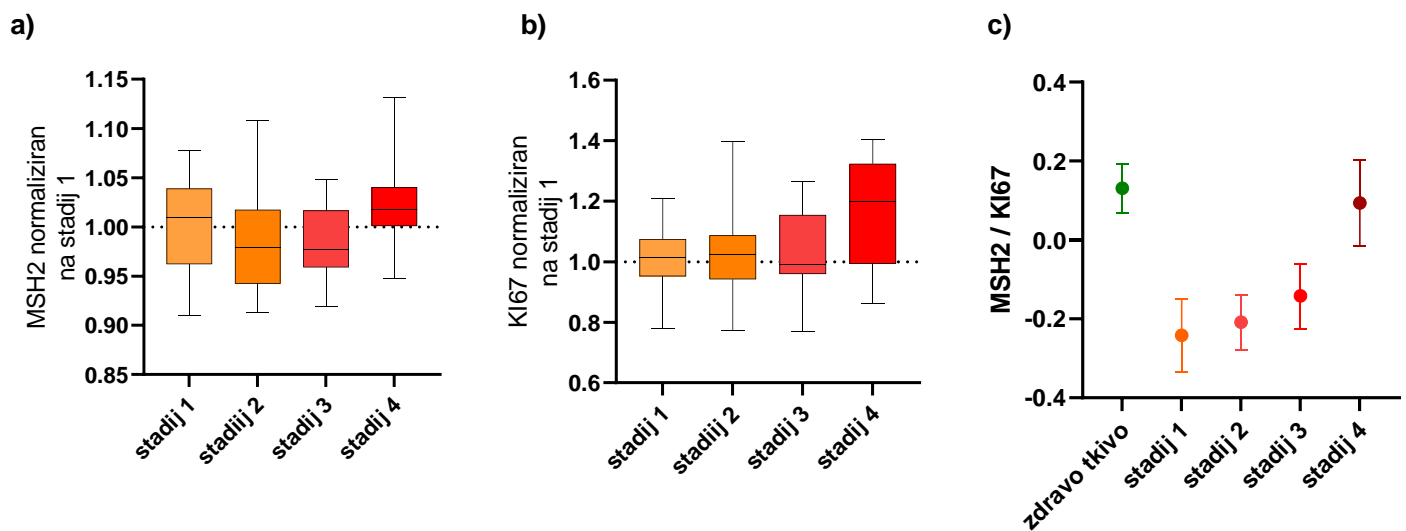 a)
MSH2 normaliziran
na stadij 1
1.15
1.10
1.05
1.00
0.95
0.90
0.85
stadij 1
stadiij 2
stadij 3
stadij 4
b)
KI67 normaliziran
na stadij 1
1.6
1.4
1.2
1.0
0.8
0.6
stadij 1
stadiij 2
stadij 3
stadij 4
c)
MSH2 / KI67
0.4
0.2
0.0
-0.2
-0.4
zdravo tkivo
stadij 1
stadij 2
stadij 3
stadij 4